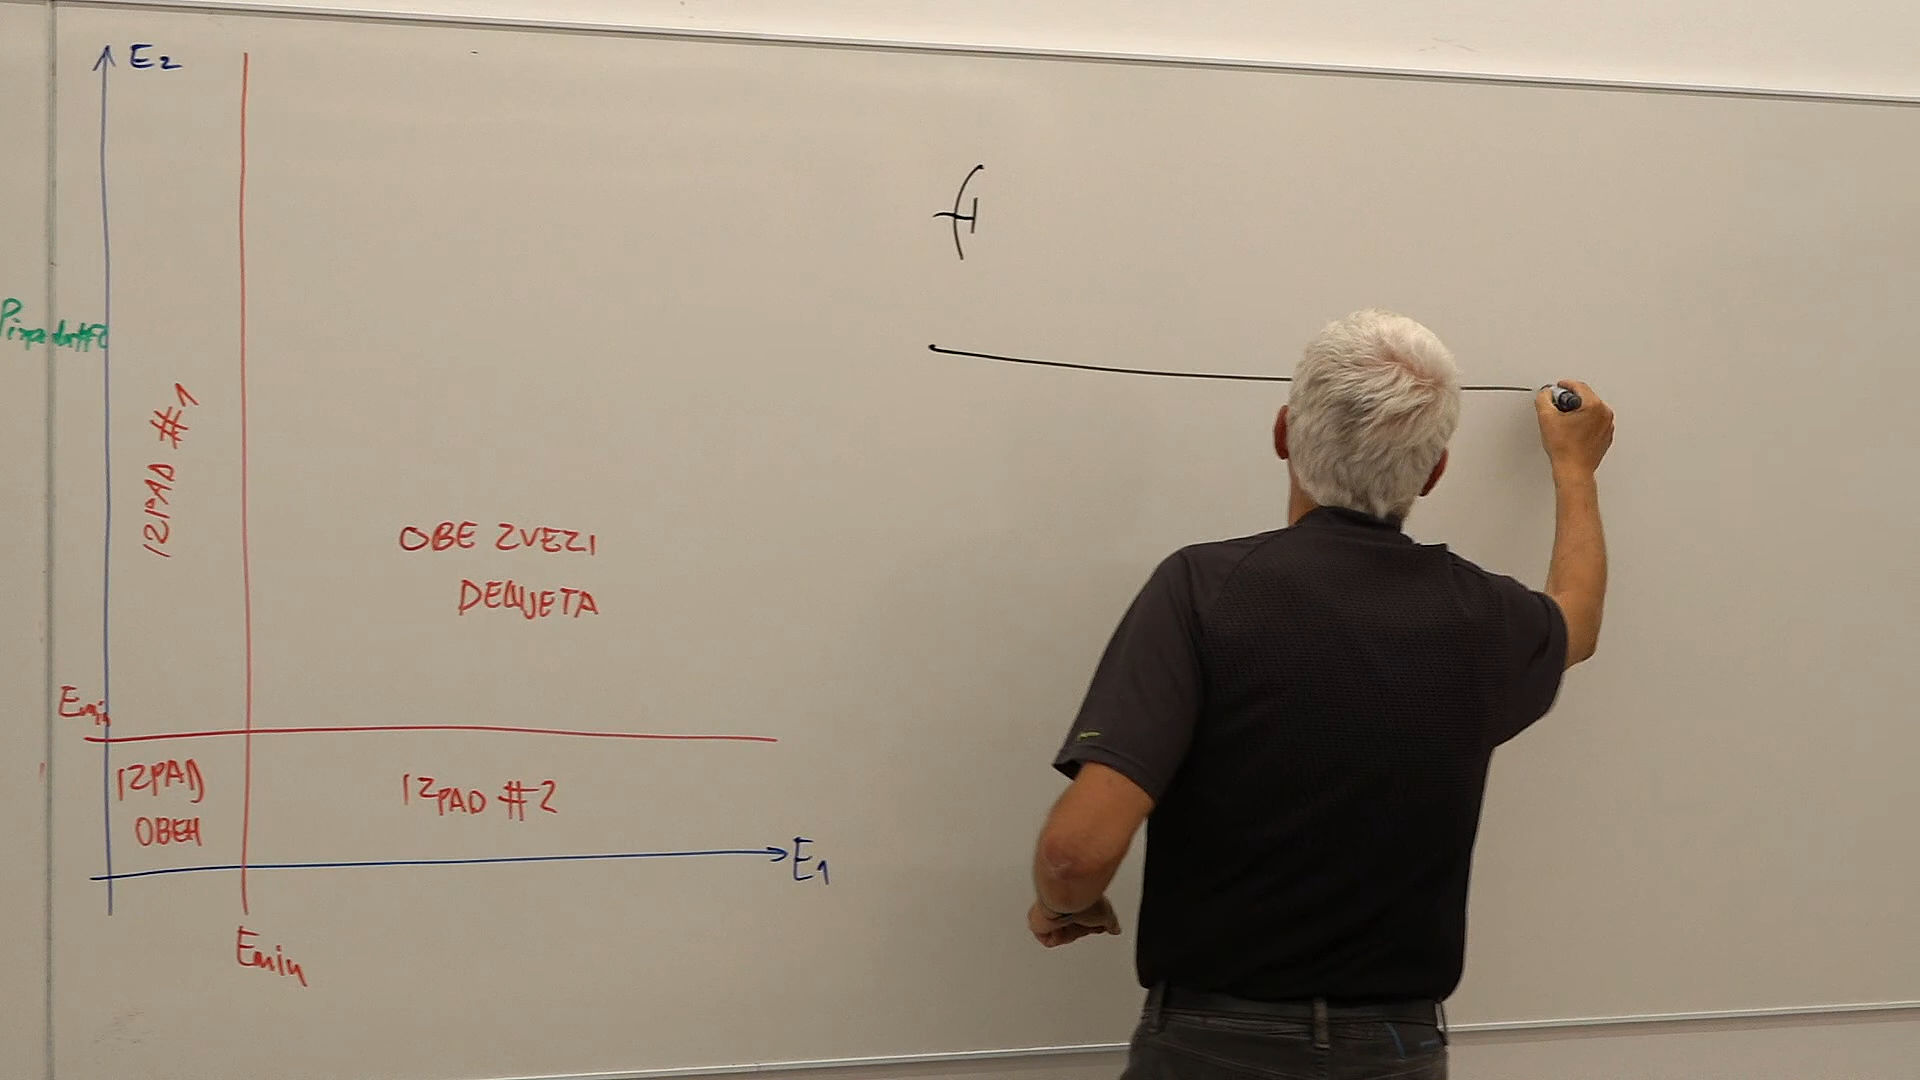 E2
IZPAD #1
OBE ZVEZI
DELUJETA
Emin
IZPAD
OBEH
IZPAD #2
E1
Emin